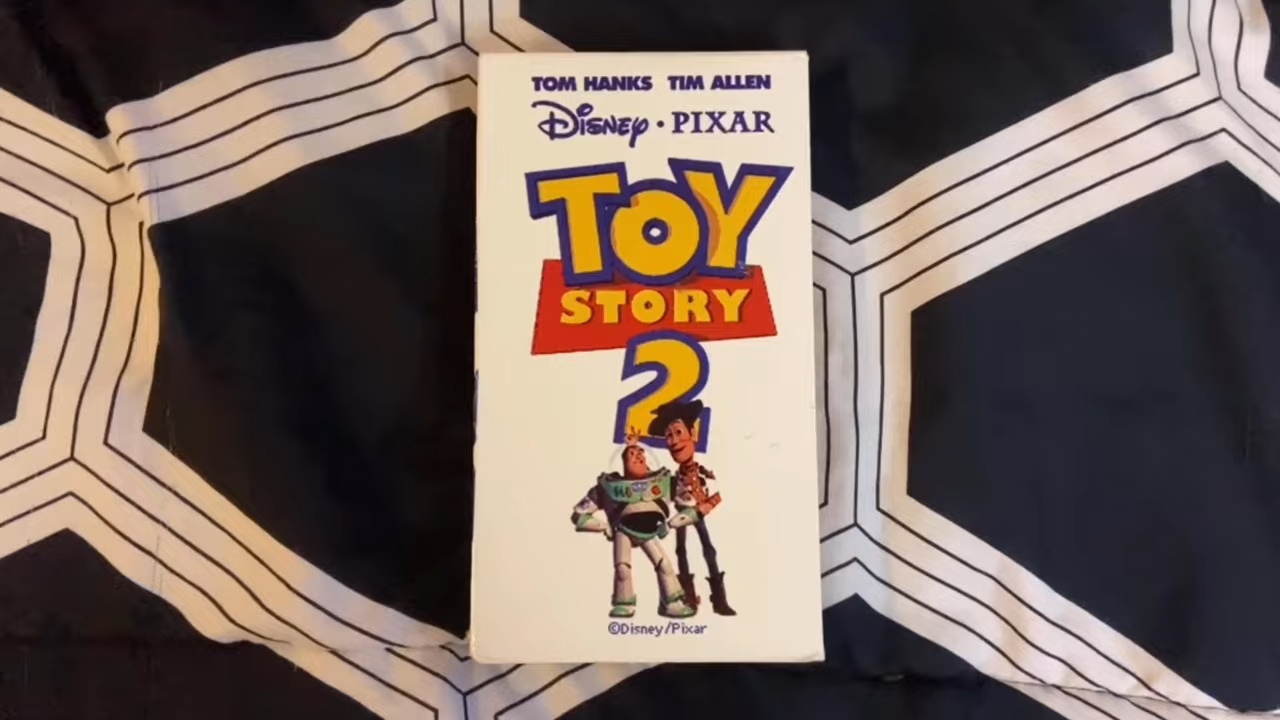 TOM HANKS TIM ALLEN
DISNEY · PIXAR
TOY
STORY
2
©Disney/Pixar